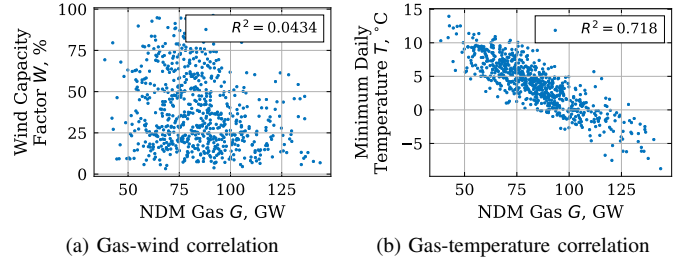 100
75
50
25
0
Wind Capacity
Factor W, %
R² = 0.0434
50 75 100 125
NDM Gas G, GW
(a) Gas-wind correlation
15
10
5
0
−5
Minimum Daily
Temperature T, °C
R² = 0.718
50 75 100 125
NDM Gas G, GW
(b) Gas-temperature correlation